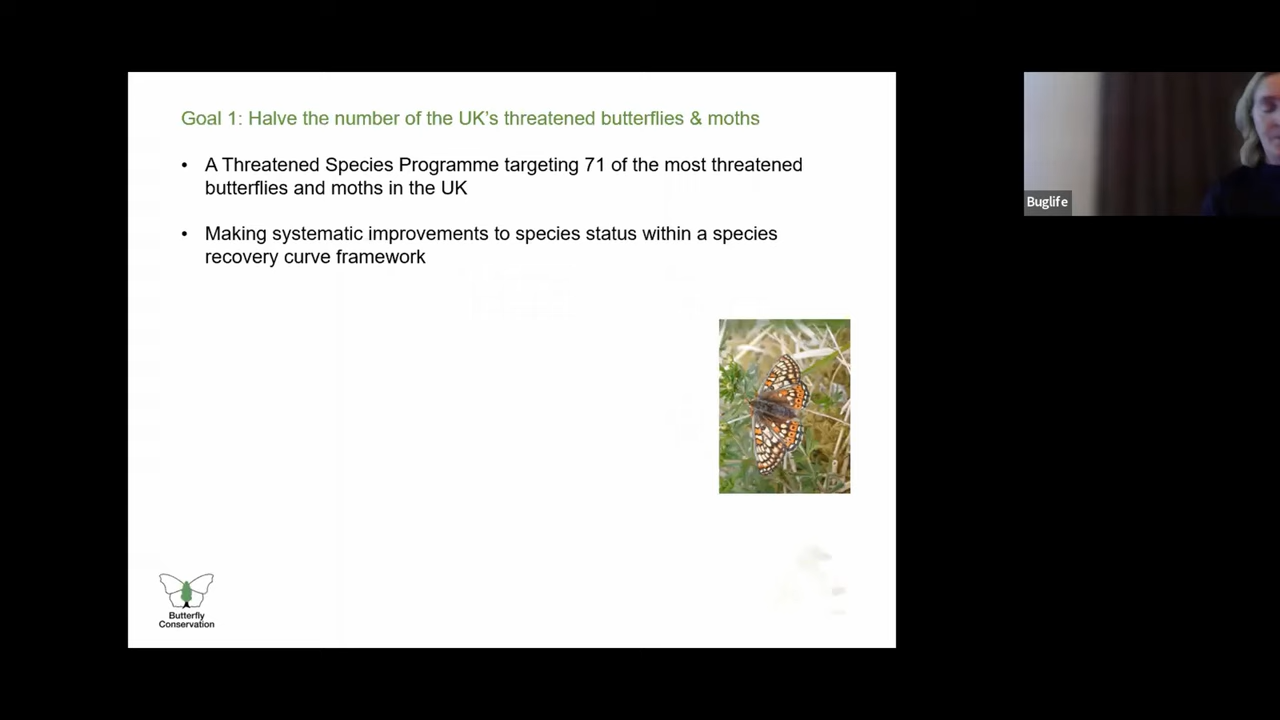 Goal 1: Halve the number of the UK's threatened butterflies & moths
• A Threatened Species Programme targeting 71 of the most threatened
butterflies and moths in the UK
• Making systematic improvements to species status within a species
recovery curve framework
Butterfly
Conservation
Buglife